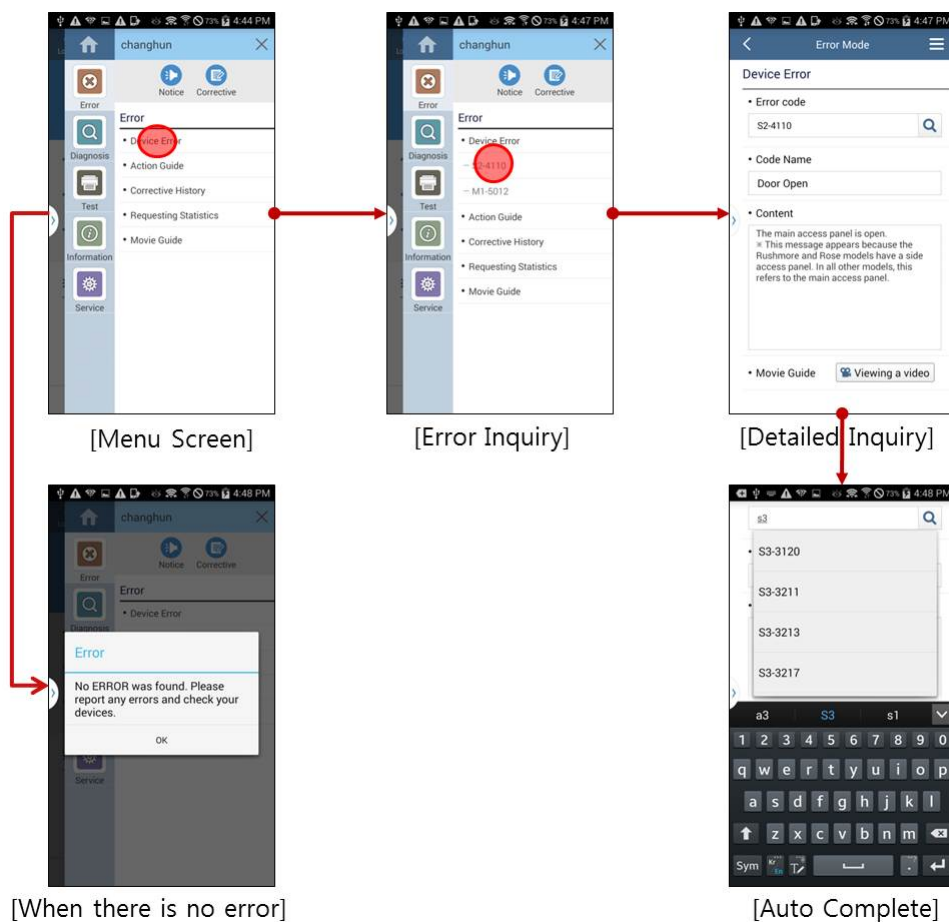 73% 4:44 PM
changhun
Notice Corrective
Error
Error
• Device Error
Diagnosis
• Action Guide
• Corrective History
Test
• Requesting Statistics
• Movie Guide
Information
Service
[Menu Screen]
73% 4:47 PM
changhun
Notice Corrective
Error
Error
• Device Error
Diagnosis
– S2-4110
– M1-5012
Test
• Action Guide
• Corrective History
Information
• Requesting Statistics
• Movie Guide
Service
[Error Inquiry]
73% 4:47 PM
Error Mode
Device Error
• Error code
S2-4110
• Code Name
Door Open
• Content
The main access panel is open.
※ This message appears because the
Rushmore and Rose models have a side
access panel. In all other models, this
refers to the main access panel.
• Movie Guide Viewing a video
[Detailed Inquiry]
73% 4:48 PM
changhun
Notice Corrective
Error
Error
• Device Error
Diagnosis
Error
No ERROR was found. Please
report any errors and check your
devices.
OK
Service
[When there is no error]
73% 4:48 PM
s3
S3-3120
S3-3211
S3-3213
S3-3217
a3 S3 s1
1 2 3 4 5 6 7 8 9 0
q w e r t y u i o p
a s d f g h j k l
z x c v b n m
Sym Kr En T .
[Auto Complete]